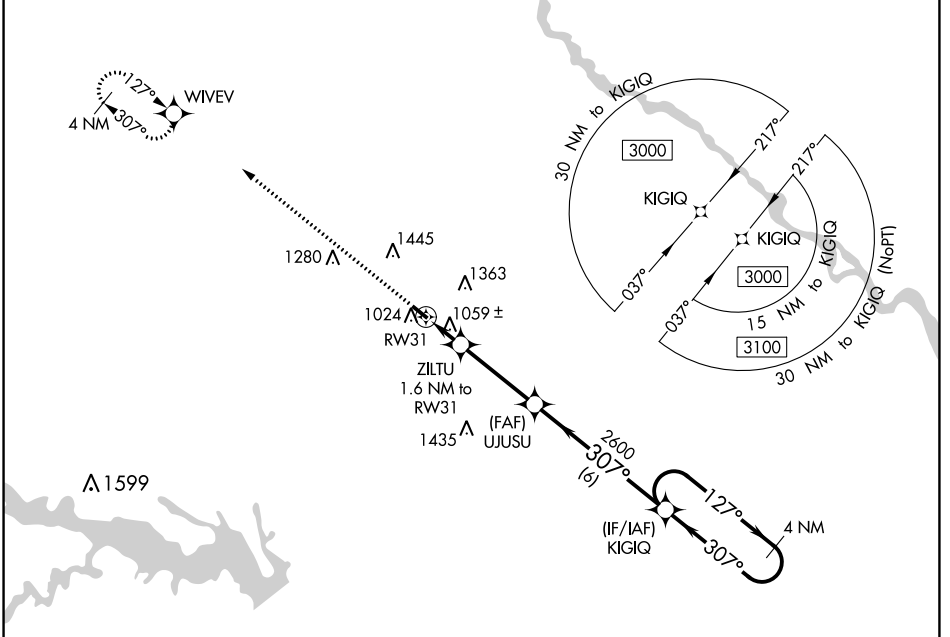 WIVEV
127°
307°
4 NM
30 NM to KIGIQ
3000
217°
KIGIQ
037°
217°
KIGIQ
3000
037°
15 NM to KIGIQ
3100
30 NM to KIGIQ (NoPT)
1280
1445
1363
1024
1059 ±
RW31
ZILTU
1.6 NM to
RW31
1435
(FAF)
UJUSU
2600
307°
(6)
1599
(IF/IAF)
KIGIQ
127°
307°
4 NM